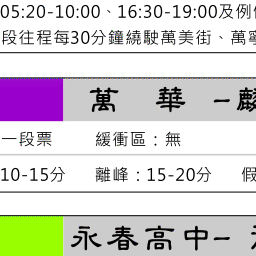 05:20-10:00、16:30-19:00及例
段往程每30分鐘繞駛萬美街、萬寧
萬 華 -麟
一段票 緩衝區：無
10-15分 離峰：15-20分 假
永春高中-